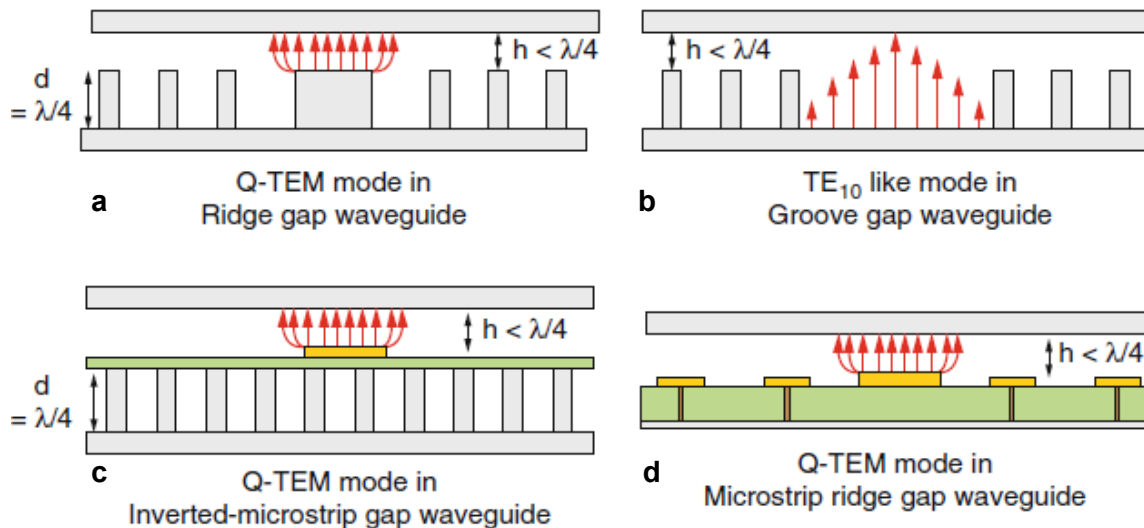 h < λ/4
d
= λ/4
a
Q-TEM mode in
Ridge gap waveguide
h < λ/4
b
TE₁₀ like mode in
Groove gap waveguide
h < λ/4
d
= λ/4
c
Q-TEM mode in
Inverted-microstrip gap waveguide
h < λ/4
d
Q-TEM mode in
Microstrip ridge gap waveguide